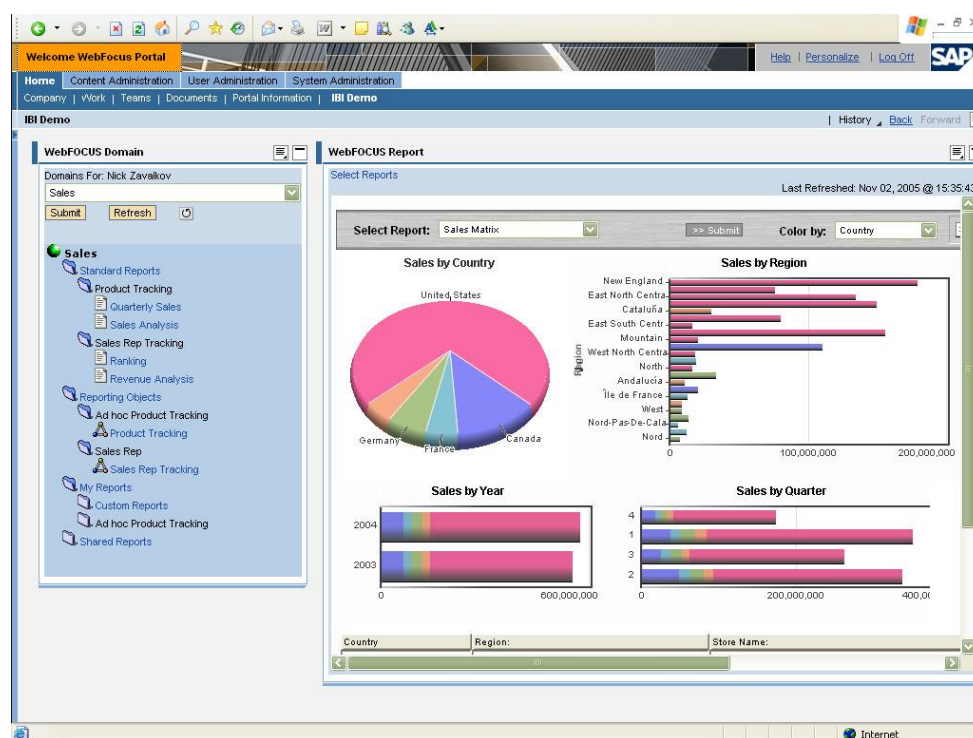 Welcome WebFocus Portal
Help | Personalize | Log Off
SAP
Home Content Administration User Administration System Administration
Company | Work | Teams | Documents | Portal Information | IBI Demo
IBI Demo
| History Back Forward
WebFOCUS Domain
Domains For: Nick Zavalkov
Sales
Submit Refresh
Sales
Standard Reports
Product Tracking
Quarterly Sales
Sales Analysis
Sales Rep Tracking
Ranking
Revenue Analysis
Reporting Objects
Ad hoc Product Tracking
Product Tracking
Sales Rep
Sales Rep Tracking
My Reports
Custom Reports
Ad hoc Product Tracking
Shared Reports
WebFOCUS Report
Select Reports
Last Refreshed: Nov 02, 2005 @ 15:35:43
Select Report: Sales Matrix >> Submit Color by: Country
Sales by Country
United States
Germany
France
Canada
Sales by Region
Region
New England
East North Centra
Cataluña
East South Centr
Mountain
West North Centra
North
Andalucía
Île de France
West
Nord-Pas-De-Cala
Nord
0 100,000,000 200,000,000
Sales by Year
2004
2003
0 600,000,000
Sales by Quarter
4
1
3
2
0 200,000,000 400,0
Country Region: Store Name:
Internet